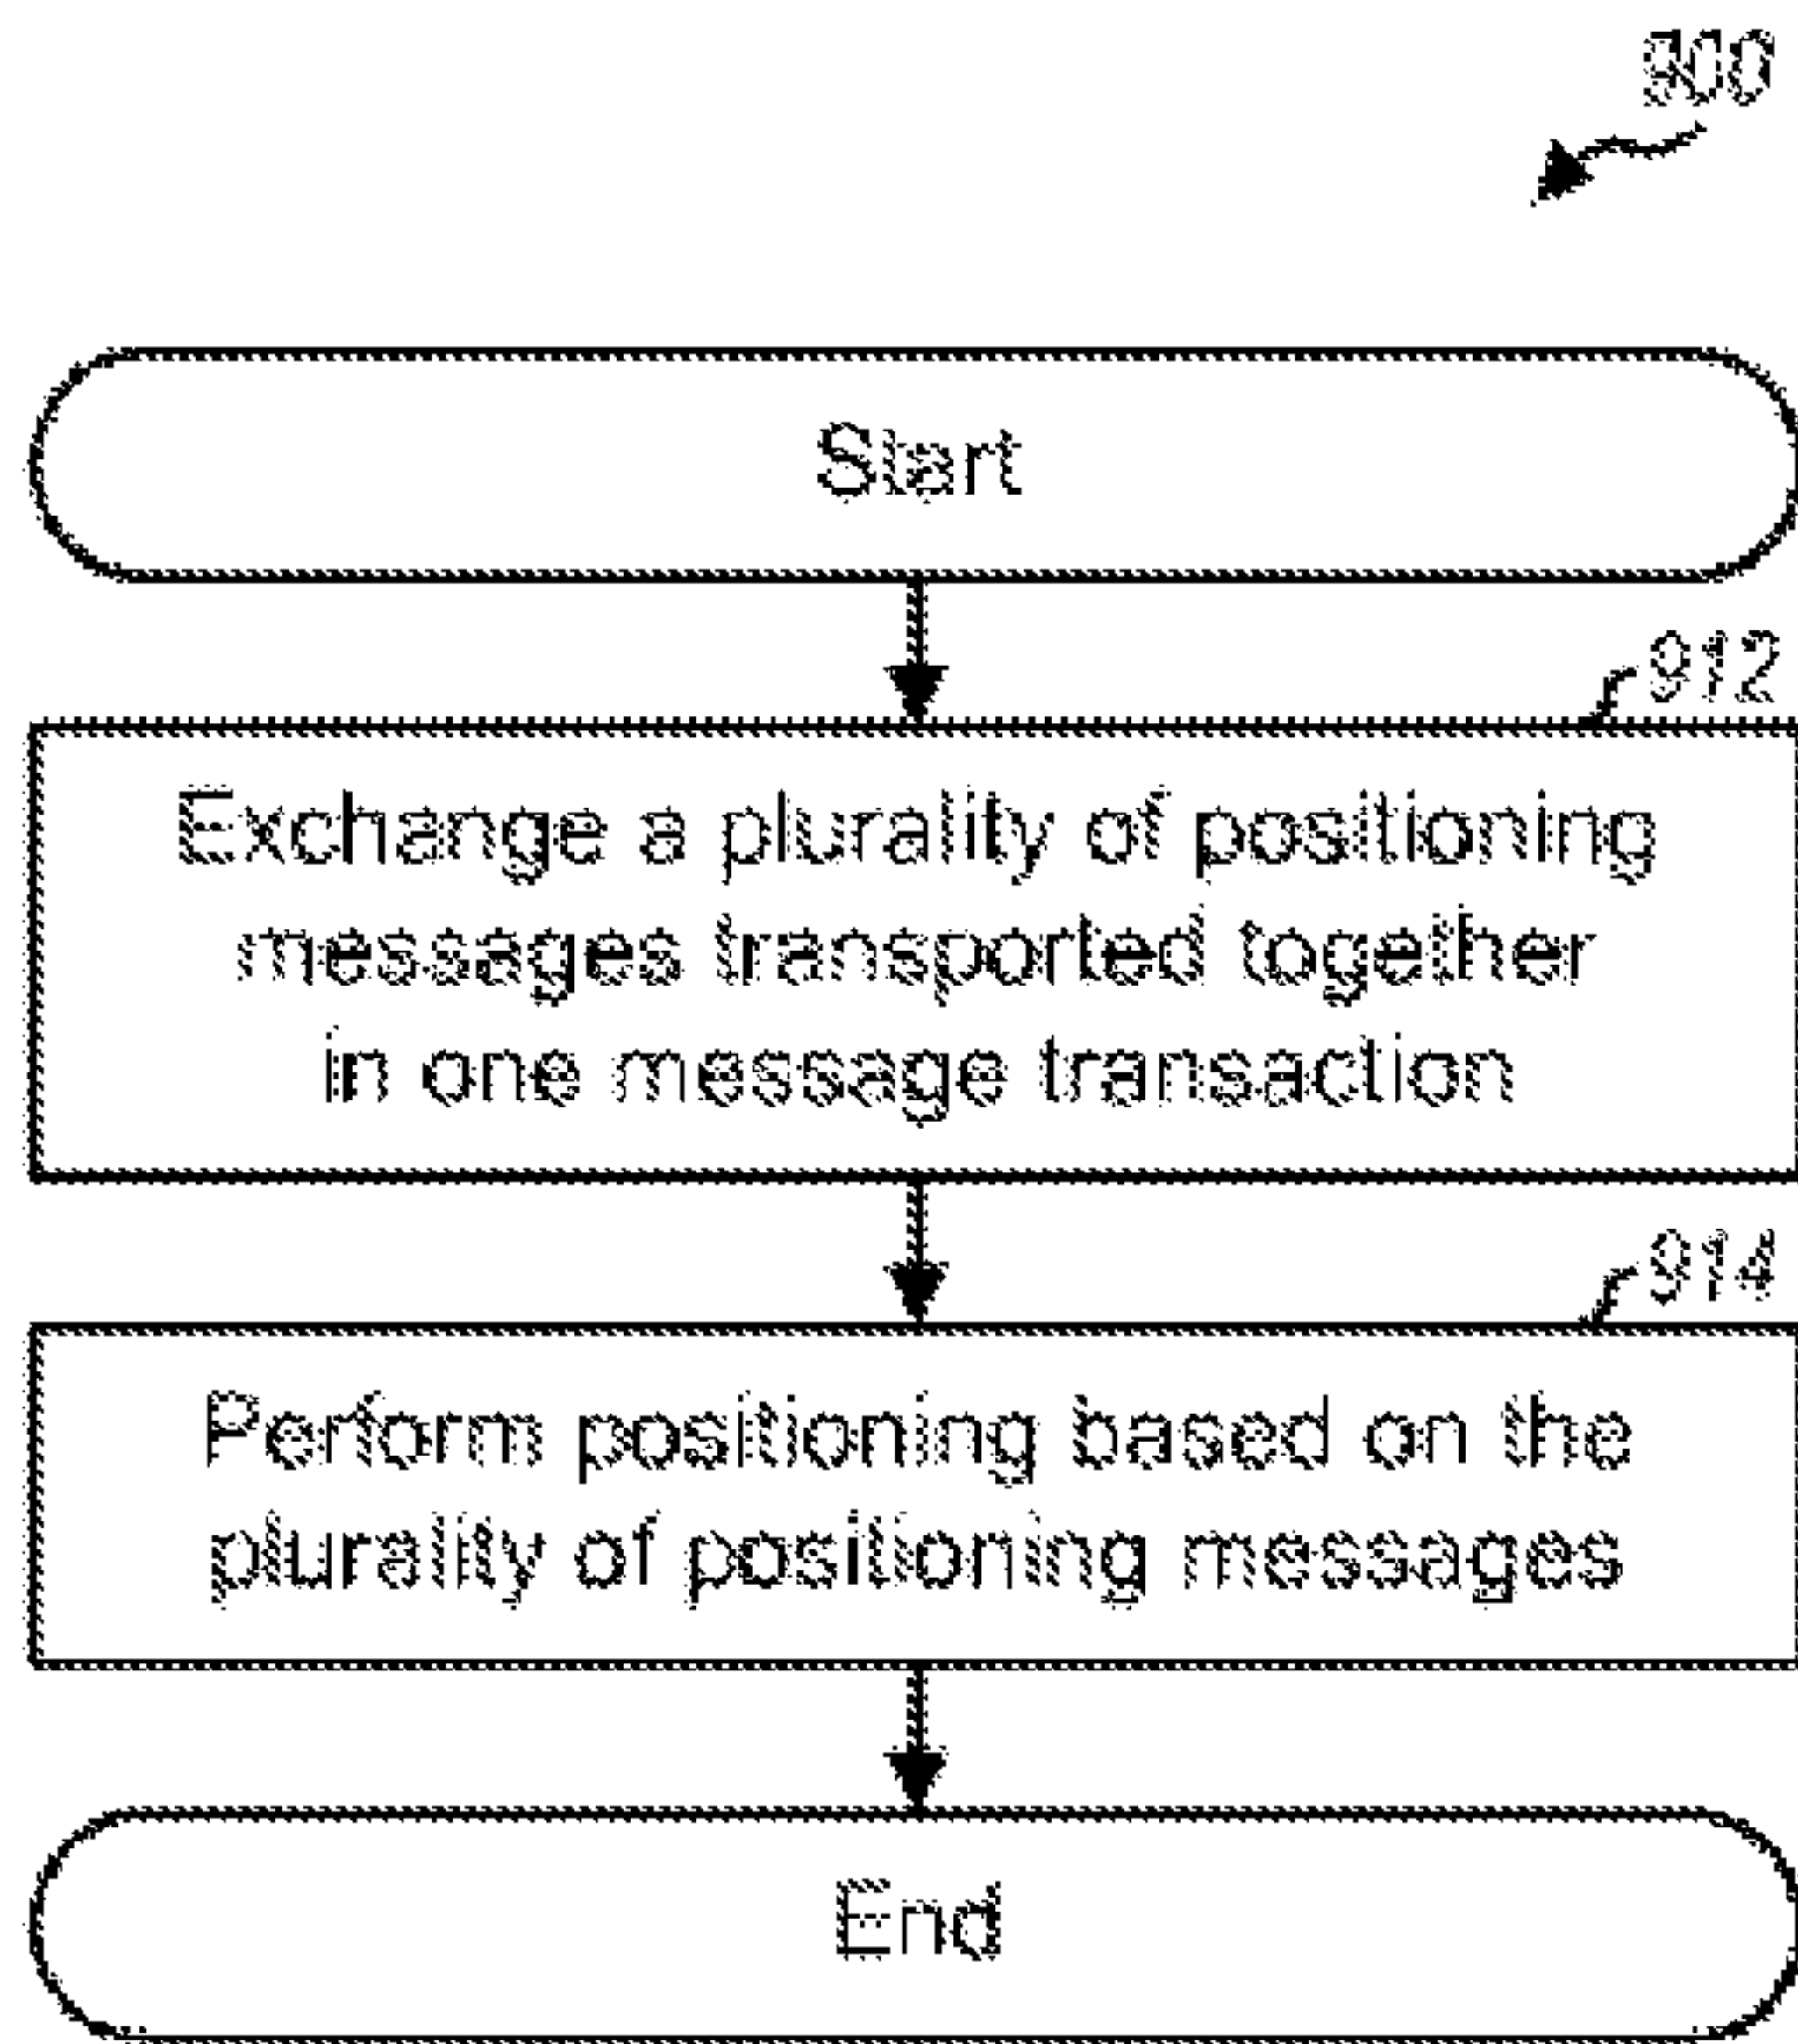 900
Start
912
Exchange a plurality of positioning
messages transported together
in one message transaction
914
Perform positioning based on the
plurality of positioning messages
End